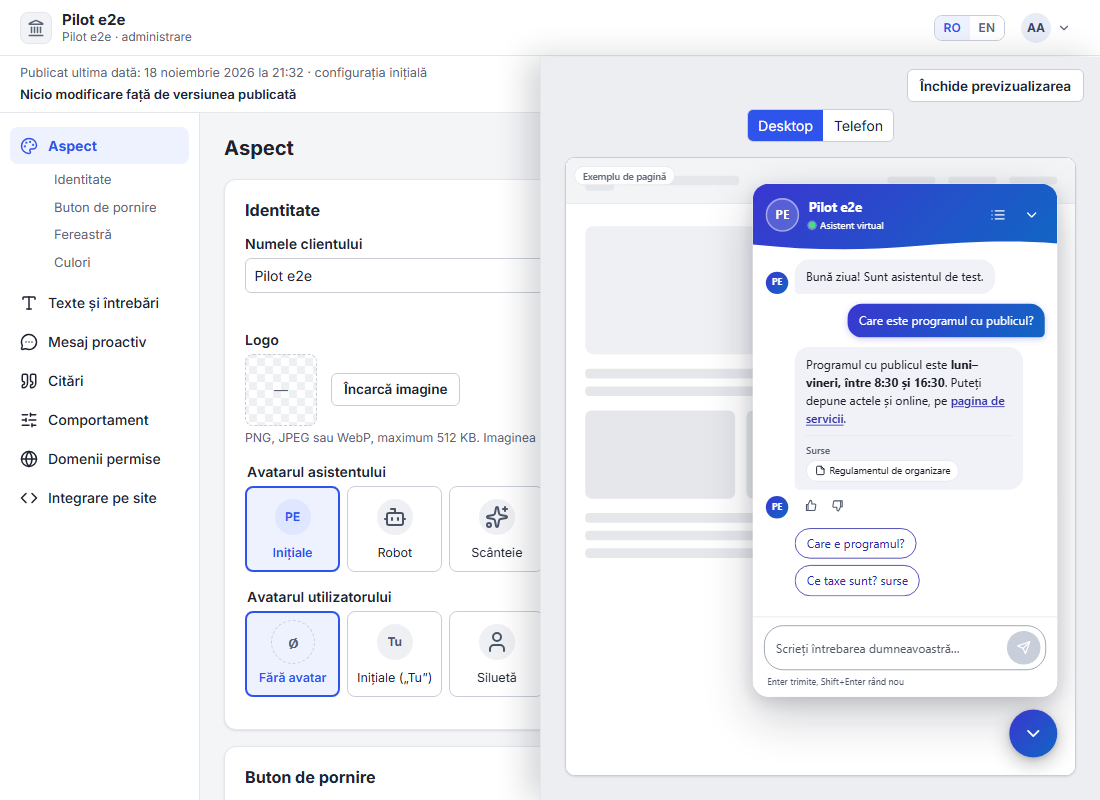 Pilot e2e
Pilot e2e · administrare
RO EN
AA
Publicat ultima dată: 18 noiembrie 2026 la 21:32 · configurația inițială
Nicio modificare față de versiunea publicată
Aspect
Identitate
Buton de pornire
Fereastră
Culori
Texte și întrebări
Mesaj proactiv
Citări
Comportament
Domenii permise
Integrare pe site
Aspect
Identitate
Numele clientului
Pilot e2e
Logo
—
Încarcă imagine
PNG, JPEG sau WebP, maximum 512 KB. Imaginea
Avatarul asistentului
PE
Inițiale
Robot
Scânteie
Avatarul utilizatorului
Ø
Fără avatar
Tu
Inițiale („Tu”)
Siluetă
Buton de pornire
Închide previzualizarea
Desktop Telefon
Exemplu de pagină
PE
Pilot e2e
Asistent virtual
PE
Bună ziua! Sunt asistentul de test.
Care este programul cu publicul?
Programul cu publicul este luni–
vineri, între 8:30 și 16:30. Puteți
depune actele și online, pe pagina de
servicii.
Surse
Regulamentul de organizare
PE
Care e programul?
Ce taxe sunt? surse
Scrieți întrebarea dumneavoastră...
Enter trimite, Shift+Enter rând nou